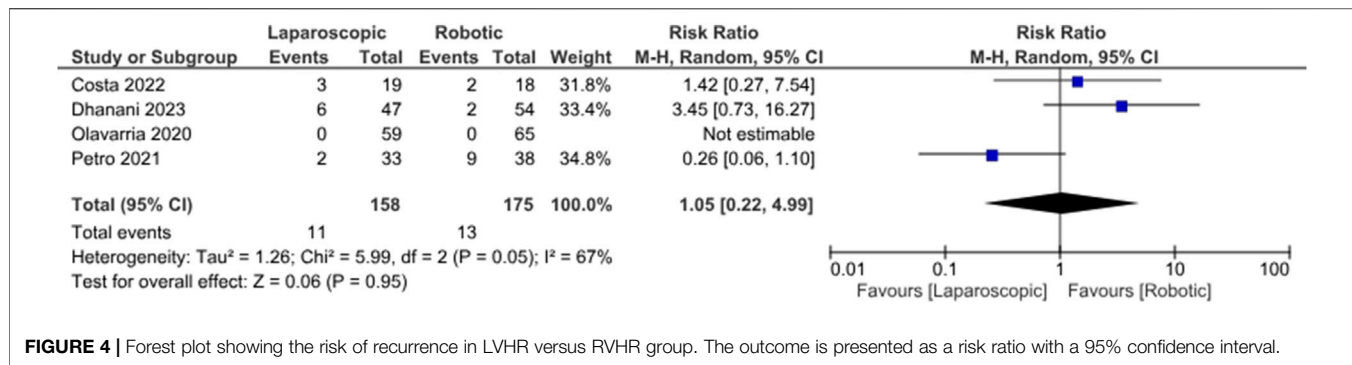 Laparoscopic Robotic Risk Ratio Risk Ratio
Study or Subgroup Events Total Events Total Weight M-H, Random, 95% CI M-H, Random, 95% CI
Costa 2022 3 19 2 18 31.8% 1.42 [0.27, 7.54]
Dhanani 2023 6 47 2 54 33.4% 3.45 [0.73, 16.27]
Olavarria 2020 0 59 0 65 Not estimable
Petro 2021 2 33 9 38 34.8% 0.26 [0.06, 1.10]
Total (95% CI) 158 175 100.0% 1.05 [0.22, 4.99]
Total events 11 13
Heterogeneity: Tau² = 1.26; Chi² = 5.99, df = 2 (P = 0.05); I² = 67%
Test for overall effect: Z = 0.06 (P = 0.95)
0.01 0.1 1 10 100
Favours [Laparoscopic] Favours [Robotic]
FIGURE 4 | Forest plot showing the risk of recurrence in LVHR versus RVHR group. The outcome is presented as a risk ratio with a 95% confidence interval.